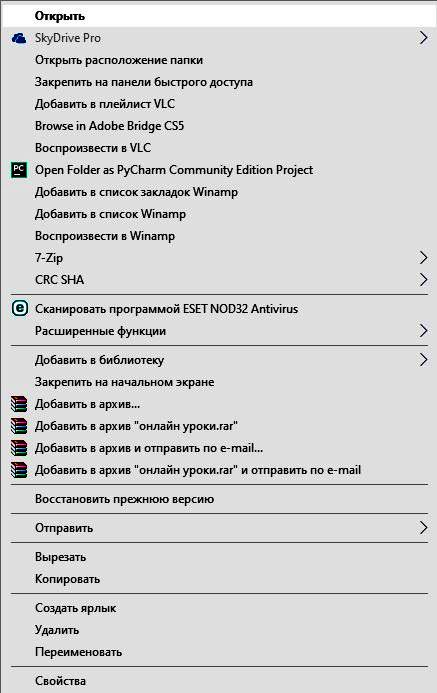 Открыть
SkyDrive Pro
Открыть расположение папки
Закрепить на панели быстрого доступа
Добавить в плейлист VLC
Browse in Adobe Bridge CS5
Воспроизвести в VLC
PC Open Folder as PyCharm Community Edition Project
Добавить в список закладок Winamp
Добавить в список Winamp
Воспроизвести в Winamp
7-Zip
CRC SHA
e Сканировать программой ESET NOD32 Antivirus
Расширенные функции
Добавить в библиотеку
Закрепить на начальном экране
Добавить в архив...
Добавить в архив "онлайн уроки.rar"
Добавить в архив и отправить по e-mail...
Добавить в архив "онлайн уроки.rar" и отправить по e-mail
Восстановить прежнюю версию
Отправить
Вырезать
Копировать
Создать ярлык
Удалить
Переименовать
Свойства